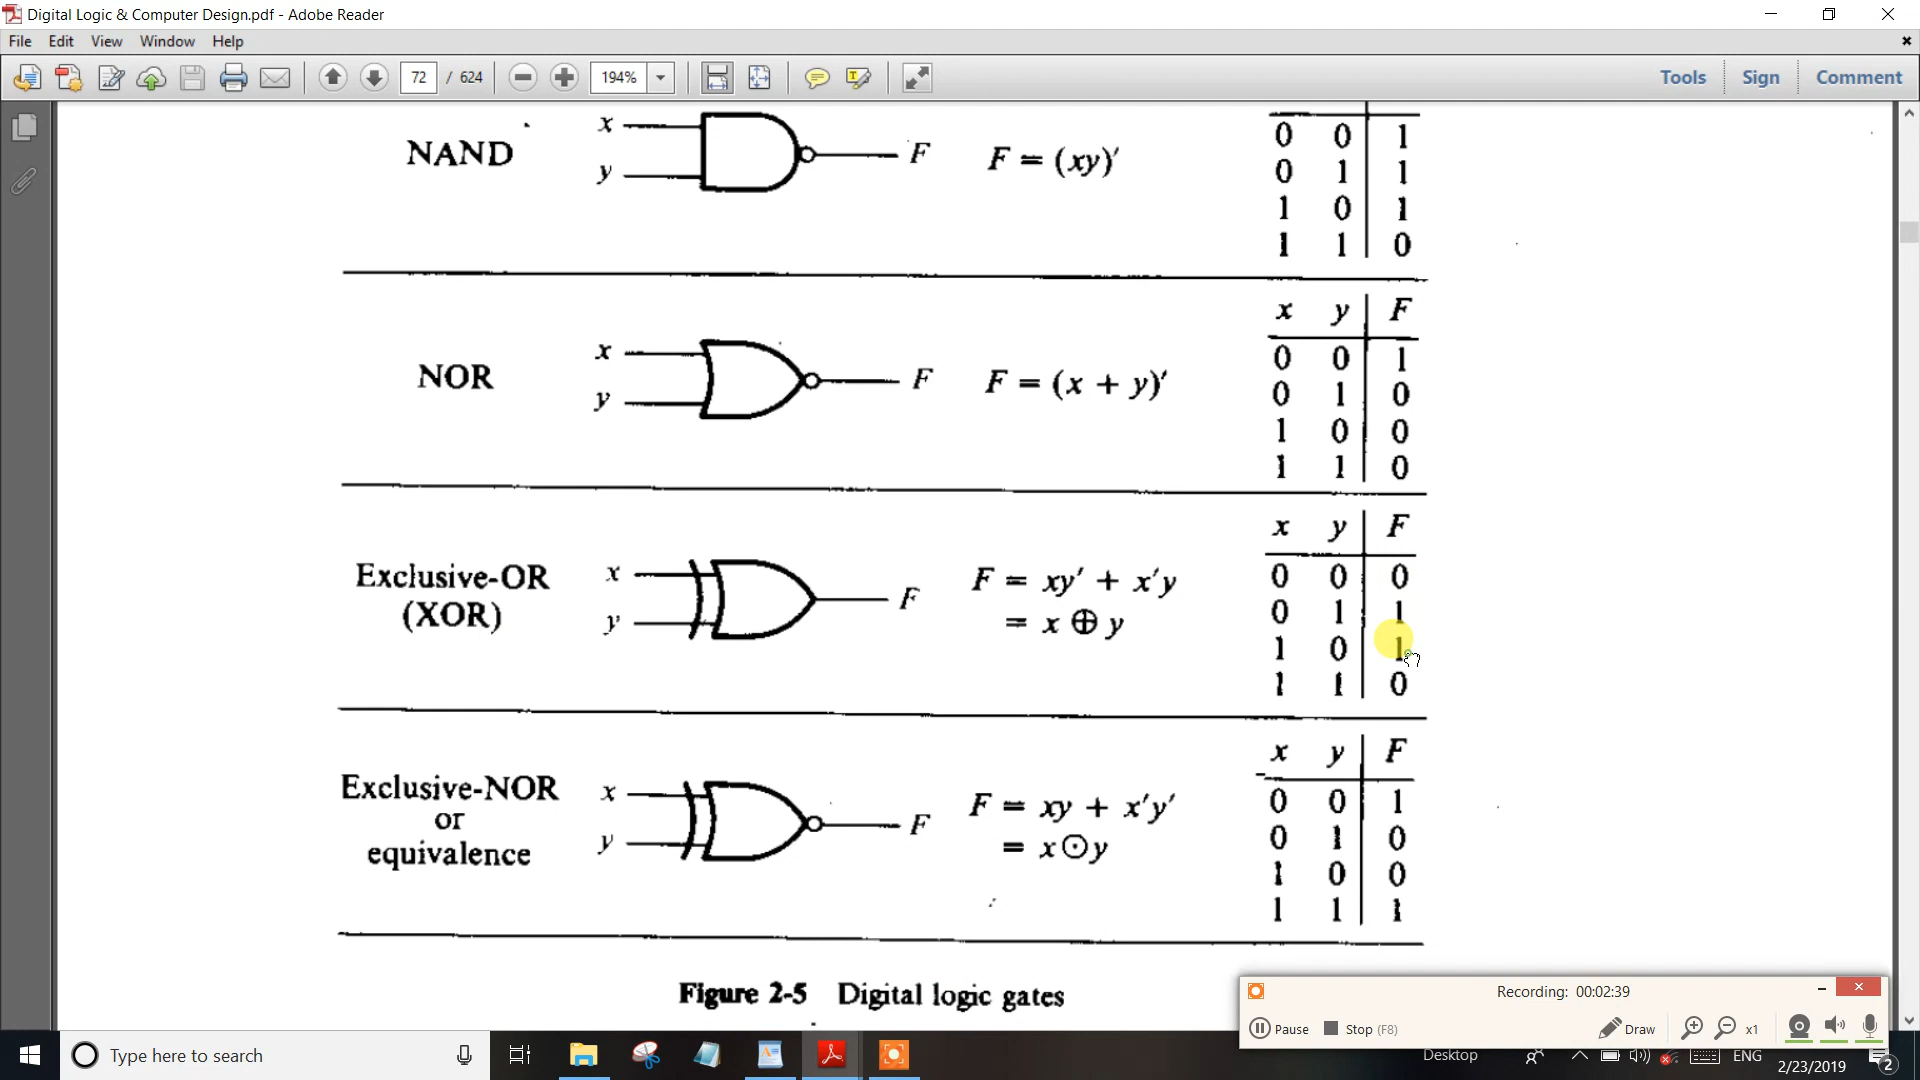 Digital Logic & Computer Design.pdf - Adobe Reader
File Edit View Window Help
72 / 624 194% Tools Sign Comment
NAND x y F F = (xy)′
0 0 1
0 1 1
1 0 1
1 1 0
NOR x y F F = (x + y)′
x y F
0 0 1
0 1 0
1 0 0
1 1 0
Exclusive-OR
(XOR)
x y F
F = xy′ + x′y
= x ⊕ y
x y F
0 0 0
0 1 1
1 0 1
1 1 0
Exclusive-NOR
or
equivalence
x y F
F = xy + x′y′
= x ⊙ y
x y F
0 0 1
0 1 0
1 0 0
1 1 1
Figure 2-5 Digital logic gates
Recording: 00:02:39
Pause Stop (F8) Draw x1
Type here to search
Desktop ENG
2/23/2019
2